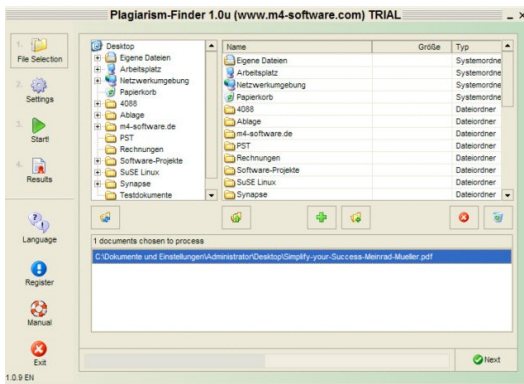 Plagiarism-Finder 1.0u (www.m4-software.com) TRIAL
1.
File Selection
2.
Settings
3.
Start!
4.
Results
Language
Register
Manual
Exit
1.0.9 EN
Desktop
Eigene Dateien
Arbeitsplatz
Netzwerkumgebung
Papierkorb
4088
Ablage
m4-software.de
PST
Rechnungen
Software-Projekte
SuSE Linux
Synapse
Testdokumente
Name Größe Typ
Eigene Dateien Systemordne
Arbeitsplatz Systemordne
Netzwerkumgebung Systemordne
Papierkorb Systemordne
4088 Dateiordner
Ablage Dateiordner
m4-software.de Dateiordner
PST Dateiordner
Rechnungen Dateiordner
Software-Projekte Dateiordner
SuSE Linux Dateiordner
Synapse Dateiordner
1 documents chosen to process
C:\Dokumente und Einstellungen\Administrator\Desktop\Simplify-your-Success-Meinrad-Mueller.pdf
Next